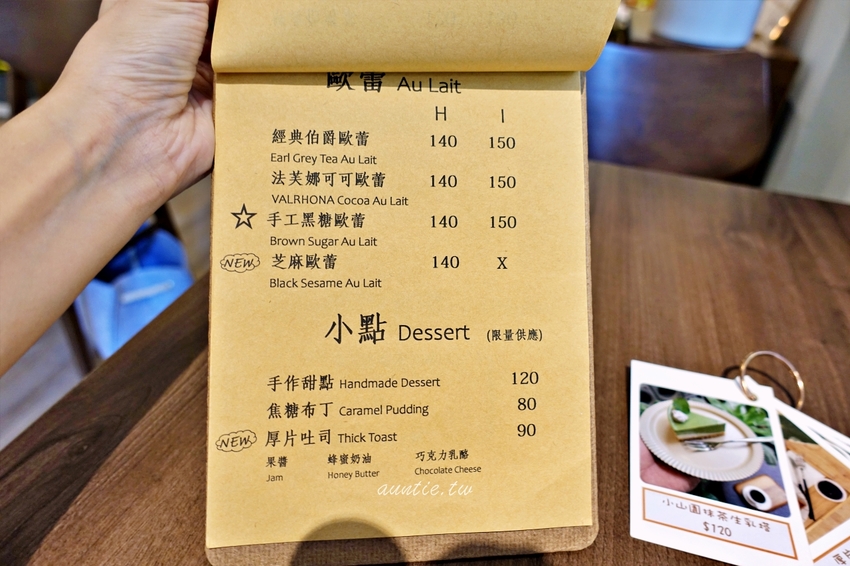 歐蕾 Au Lait
H I
經典伯爵歐蕾 140 150
Earl Grey Tea Au Lait
法芙娜可可歐蕾 140 150
VALRHONA Cocoa Au Lait
手工黑糖歐蕾 140 150
Brown Sugar Au Lait
NEW 芝麻歐蕾 140 X
Black Sesame Au Lait
小點 Dessert (限量供應)
手作甜點 Handmade Dessert 120
焦糖布丁 Caramel Pudding 80
NEW 厚片吐司 Thick Toast 90
果醬 蜂蜜奶油 巧克力乳酪
Jam Honey Butter Chocolate Cheese
auntie.tw
小山圓抹茶生乳塔
$120